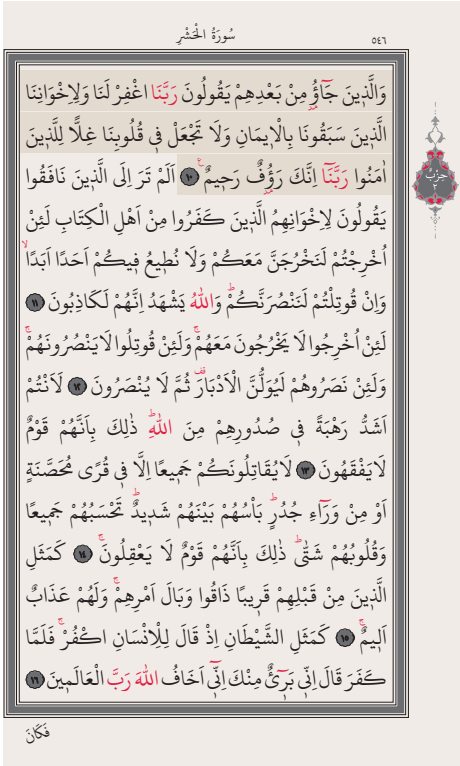 سُورَةُ الْحَشْرِ
٥٤٦
وَالَّذ۪ينَ جَٓاؤُ۫ مِنْ بَعْدِهِمْ يَقُولُونَ رَبَّنَا اغْفِرْ لَنَا وَلِاِخْوَانِنَا
الَّذ۪ينَ سَبَقُونَا بِالْا۪يمَانِ وَلَا تَجْعَلْ ف۪ي قُلُوبِنَا غِلًّا لِلَّذ۪ينَ
اٰمَنُوا رَبَّنَٓا اِنَّكَ رَؤُ۫فٌ رَح۪يمٌ۟ ﴿١٠﴾ اَلَمْ تَرَ اِلَى الَّذ۪ينَ نَافَقُوا
يَقُولُونَ لِاِخْوَانِهِمُ الَّذ۪ينَ كَفَرُوا مِنْ اَهْلِ الْكِتَابِ لَئِنْ
اُخْرِجْتُمْ لَنَخْرُجَنَّ مَعَكُمْ وَلَا نُط۪يعُ ف۪يكُمْ اَحَدًا اَبَدًاۙ
وَاِنْ قُوتِلْتُمْ لَنَنْصُرَنَّكُمْۜ وَاللّٰهُ يَشْهَدُ اِنَّهُمْ لَكَاذِبُونَ ﴿١١﴾
لَئِنْ اُخْرِجُوا لَا يَخْرُجُونَ مَعَهُمْۚ وَلَئِنْ قُوتِلُوا لَا يَنْصُرُونَهُمْۚ
وَلَئِنْ نَصَرُوهُمْ لَيُوَلُّنَّ الْاَدْبَارَ۠ ثُمَّ لَا يُنْصَرُونَ ﴿١٢﴾ لَاَنْتُمْ
اَشَدُّ رَهْبَةً ف۪ي صُدُورِهِمْ مِنَ اللّٰهِۜ ذٰلِكَ بِاَنَّهُمْ قَوْمٌ
لَا يَفْقَهُونَ ﴿١٣﴾ لَا يُقَاتِلُونَكُمْ جَم۪يعًا اِلَّا ف۪ي قُرًى مُحَصَّنَةٍ
اَوْ مِنْ وَرَٓاءِ جُدُرٍۜ بَاْسُهُمْ بَيْنَهُمْ شَد۪يدٌۜ تَحْسَبُهُمْ جَم۪يعًا
وَقُلُوبُهُمْ شَتّٰىۜ ذٰلِكَ بِاَنَّهُمْ قَوْمٌ لَا يَعْقِلُونَۚ ﴿١٤﴾ كَمَثَلِ
الَّذ۪ينَ مِنْ قَبْلِهِمْ قَر۪يبًا ذَاقُوا وَبَالَ اَمْرِهِمْۚ وَلَهُمْ عَذَابٌ
اَل۪يمٌۚ ﴿١٥﴾ كَمَثَلِ الشَّيْطَانِ اِذْ قَالَ لِلْاِنْسَانِ اكْفُرْۚ فَلَمَّا
كَفَرَ قَالَ اِنّ۪ي بَر۪ٓيءٌ مِنْكَ اِنّ۪ٓي اَخَافُ اللّٰهَ رَبَّ الْعَالَم۪ينَ ﴿١٦﴾
حِزْبٌ
٢
فَكَانَ